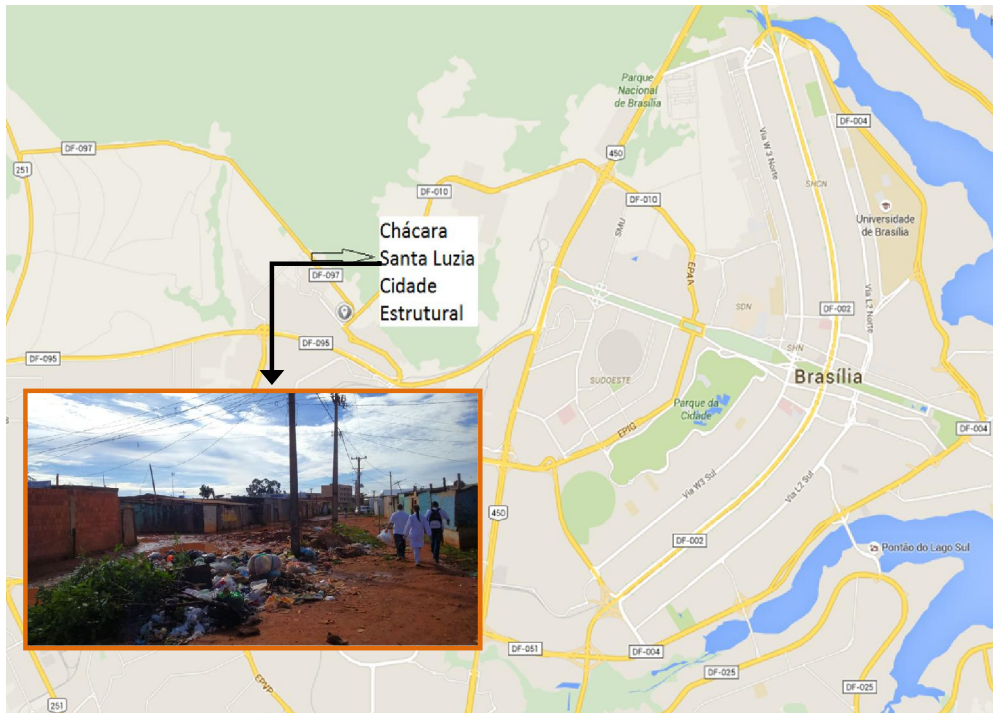 Parque
Nacional
de Brasília
DF-004
450
DF-097
251
Via W 3 Norte
DF-010
SHCN
DF-010
SMU
Universidade
de Brasília
Chácara
Santa Luzia
Cidade
Estrutural
DF-097
EPAA
Via L2 Norte
SDN
DF-002
DF-095
DF-095
SHN
Brasília
SUDOESTE
Parque da
Cidade
EPIG
DF-004
Via W3 Sul
Via L2 Sul
450
DF-002
Pontão do Lago Sul
DF-051
DF-004
DF-025
DF-025
EPVP
251